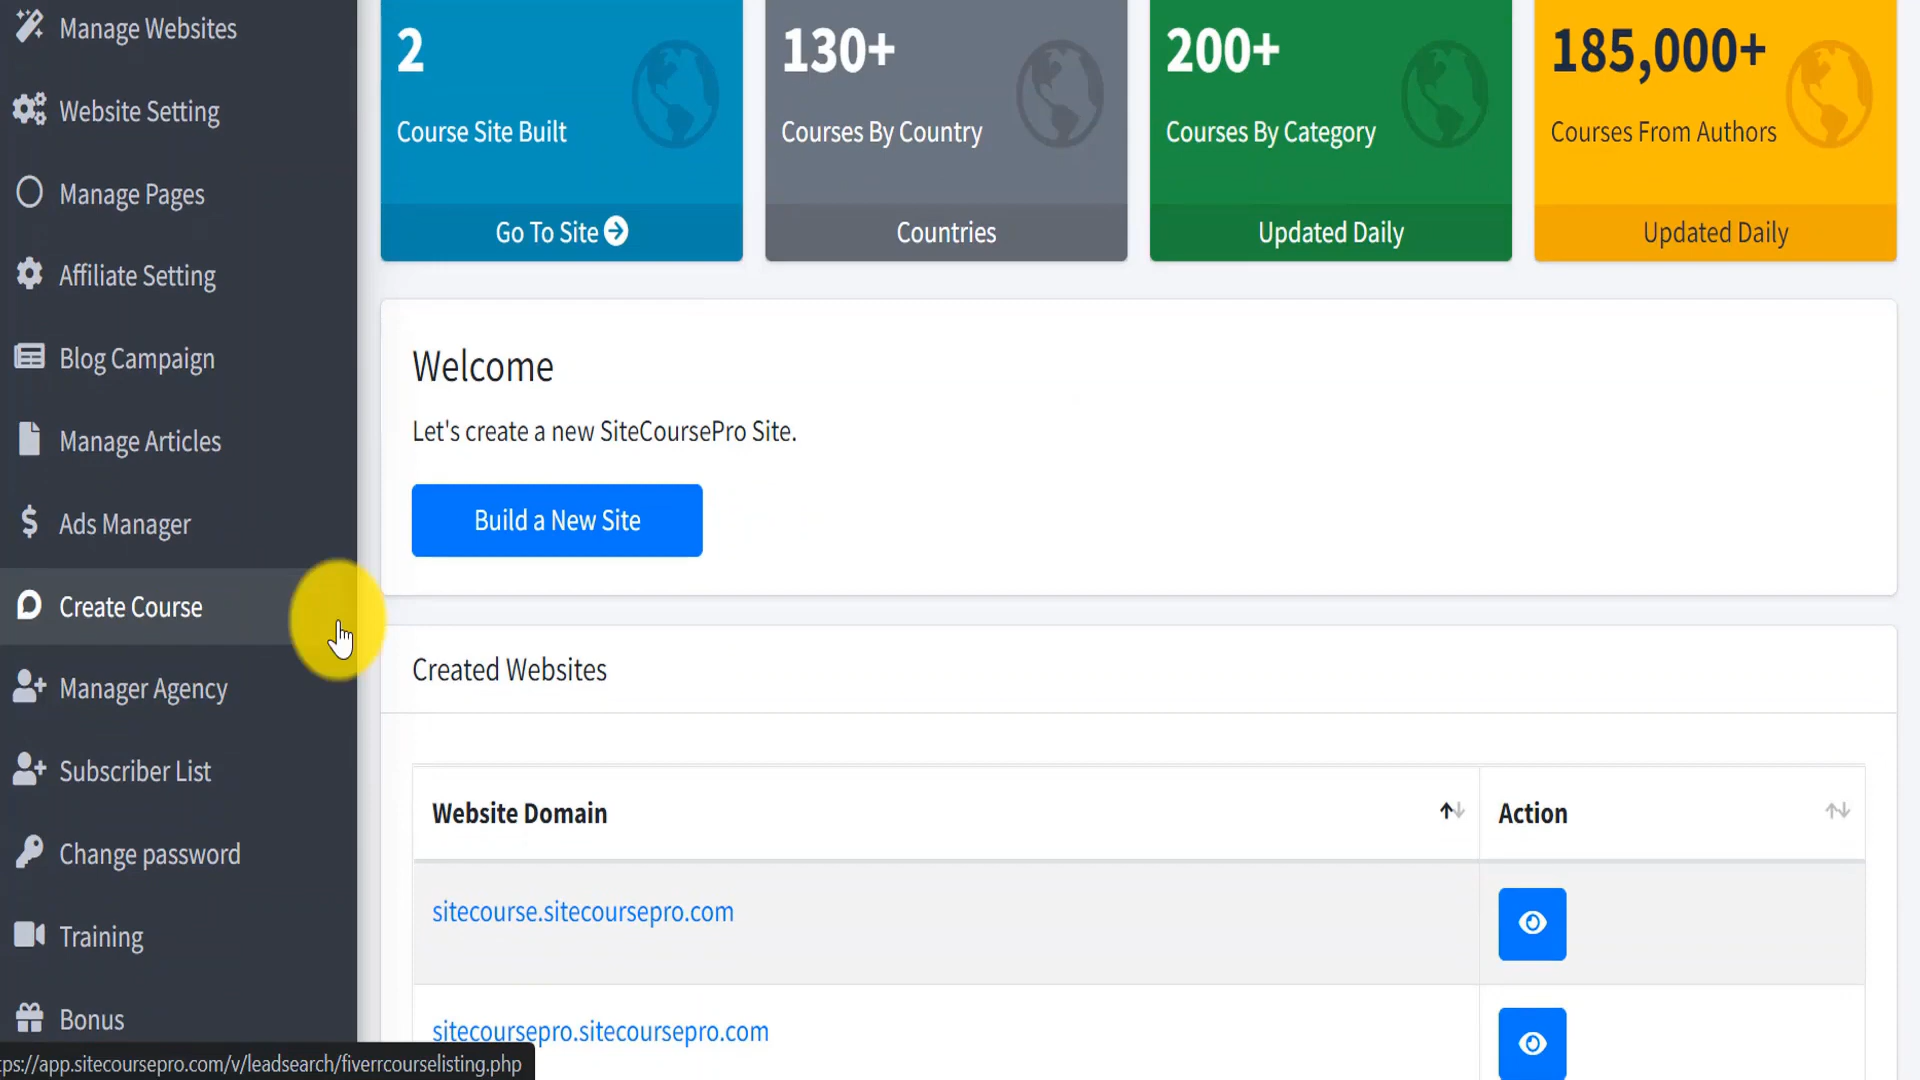 Manage Websites
Website Setting
Manage Pages
Affiliate Setting
Blog Campaign
Manage Articles
Ads Manager
Create Course
Manager Agency
Subscriber List
Change password
Training
Bonus
2
Course Site Built
Go To Site
130+
Courses By Country
Countries
200+
Courses By Category
Updated Daily
185,000+
Courses From Authors
Updated Daily
Welcome
Let's create a new SiteCoursePro Site.
Build a New Site
Created Websites
Website Domain
Action
sitecourse.sitecoursepro.com
sitecoursepro.sitecoursepro.com
tps://app.sitecoursepro.com/v/leadsearch/fiverrcourselisting.php